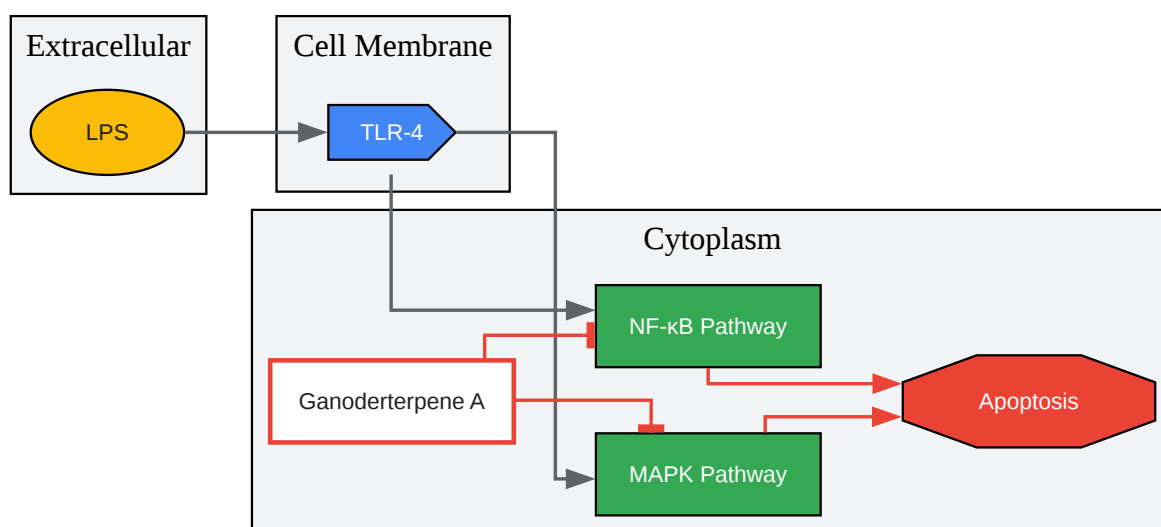 Extracellular
Cell Membrane
LPS
TLR-4
Cytoplasm
NF-κB Pathway
Ganoderterpene A
Apoptosis
MAPK Pathway